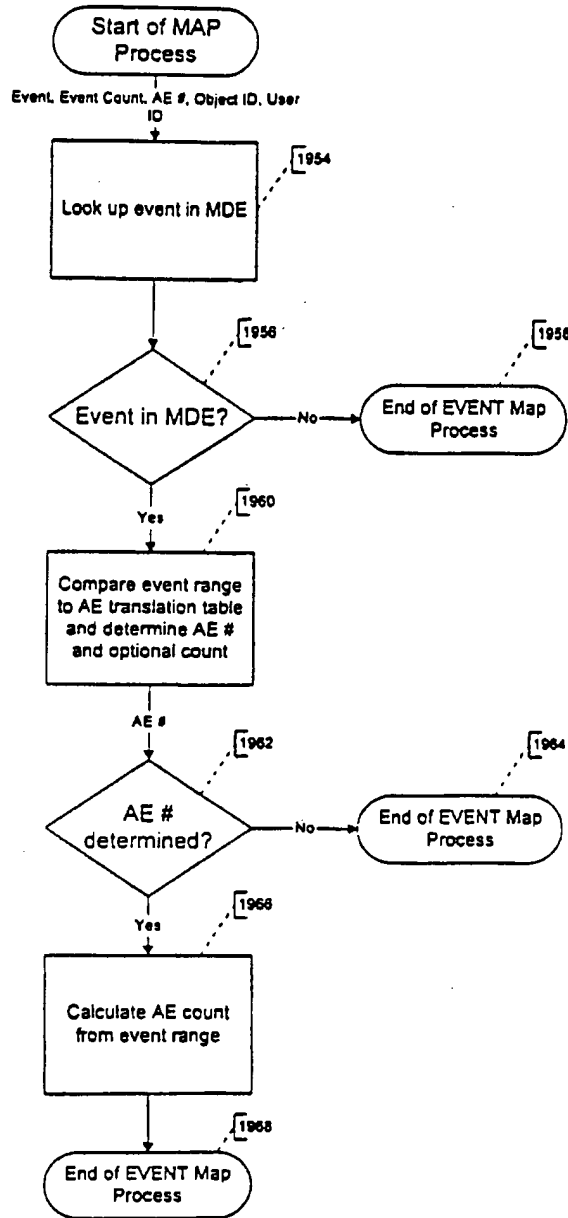 Start of MAP
Process
Event, Event Count, AE #, Object ID, User
ID
1954
Look up event in MDE
1956
1958
Event in MDE?
No
End of EVENT Map
Process
Yes
1960
Compare event range
to AE translation table
and determine AE #
and optional count
AE #
1962
1964
AE #
determined?
No
End of EVENT Map
Process
Yes
1966
Calculate AE count
from event range
1968
End of EVENT Map
Process